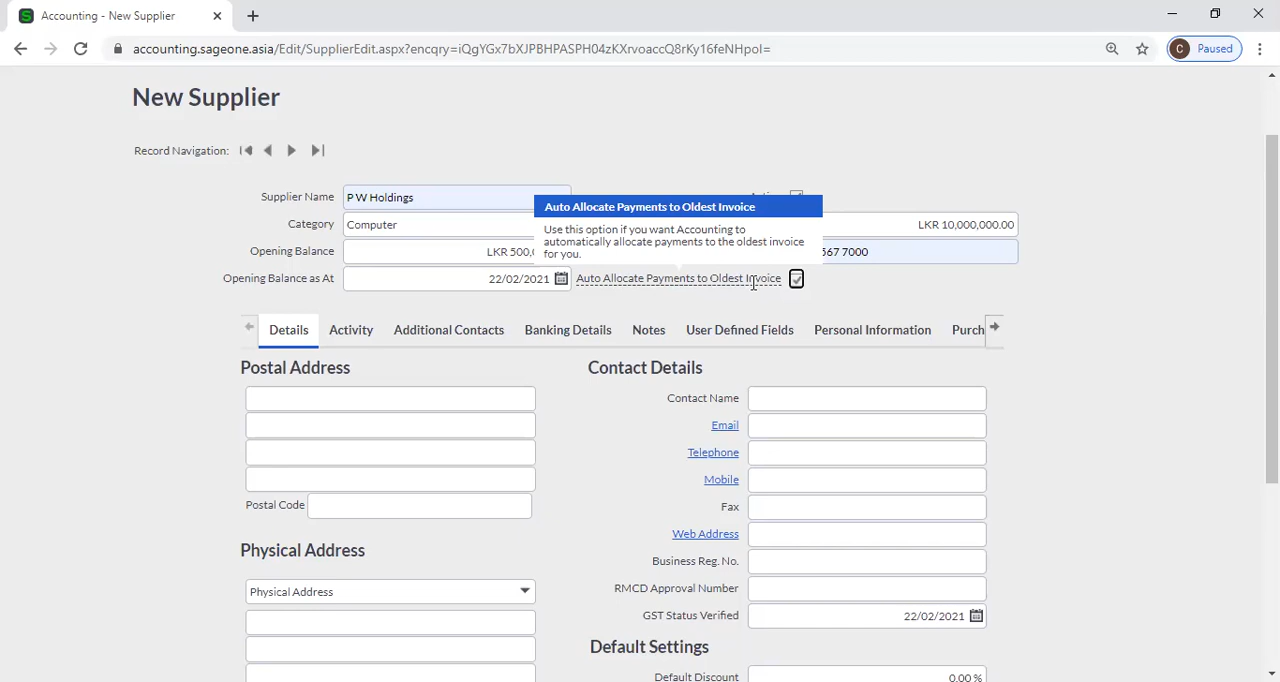 Accounting - New Supplier
accounting.sageone.asia/Edit/SupplierEdit.aspx?encqry=iQgYGx7bXJPBHPASPH04zKXrvoaccQ8rKy16feNHpoI=
C Paused
New Supplier
Record Navigation:
Supplier Name P W Holdings
Auto Allocate Payments to Oldest Invoice
Category Computer LKR 10,000,000.00
Use this option if you want Accounting to
automatically allocate payments to the oldest invoice
for you.
Opening Balance LKR 500, 567 7000
Opening Balance as At 22/02/2021 Auto Allocate Payments to Oldest Invoice
Details Activity Additional Contacts Banking Details Notes User Defined Fields Personal Information Purch
Postal Address Contact Details
Contact Name
Email
Telephone
Mobile
Postal Code Fax
Web Address
Physical Address
Business Reg. No.
Physical Address RMCD Approval Number
GST Status Verified 22/02/2021
Default Settings
Default Discount 0.00 %